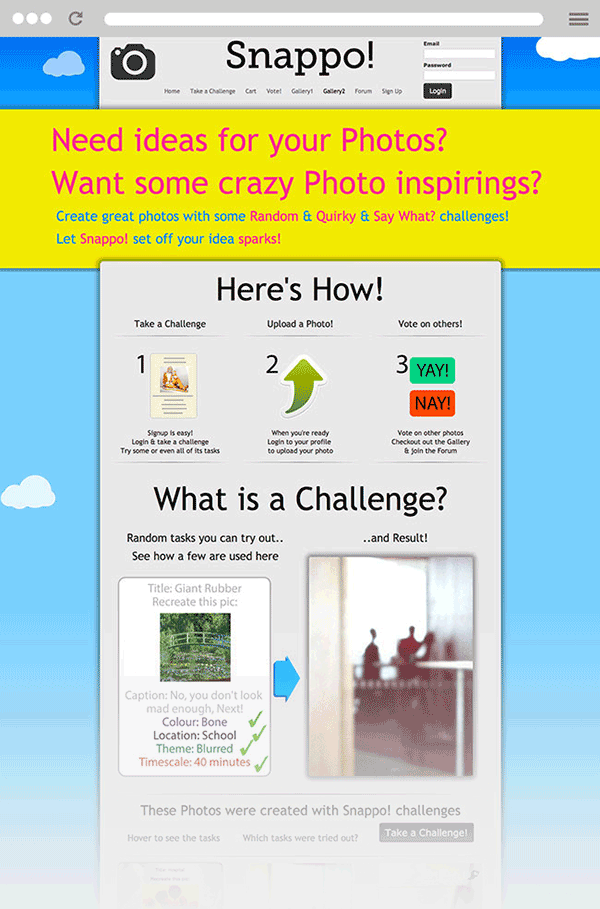 Snappo!
Email
Password
Login
Home Take a Challenge Cart Vote! Gallery1 Gallery2 Forum Sign Up
Need ideas for your Photos?
Want some crazy Photo inspirings?
Create great photos with some Random & Quirky & Say What? challenges!
Let Snappo! set off your idea sparks!
Here's How!
Take a Challenge
Upload a Photo!
Vote on others!
1
2
3
YAY!
NAY!
Signup is easy!
Login & take a challenge
Try some or even all of its tasks
When you're ready
Login to your profile
to upload your photo
Vote on other photos
Checkout out the Gallery
& join the Forum
What is a Challenge?
Random tasks you can try out..
See how a few are used here
..and Result!
Title: Giant Rubber
Recreate this pic:
Caption: No, you don't look
mad enough, Next!
Colour: Bone
Location: School
Theme: Blurred
Timescale: 40 minutes
These Photos were created with Snappo! challenges
Hover to see the tasks
Which tasks were tried out?
Take a Challenge!